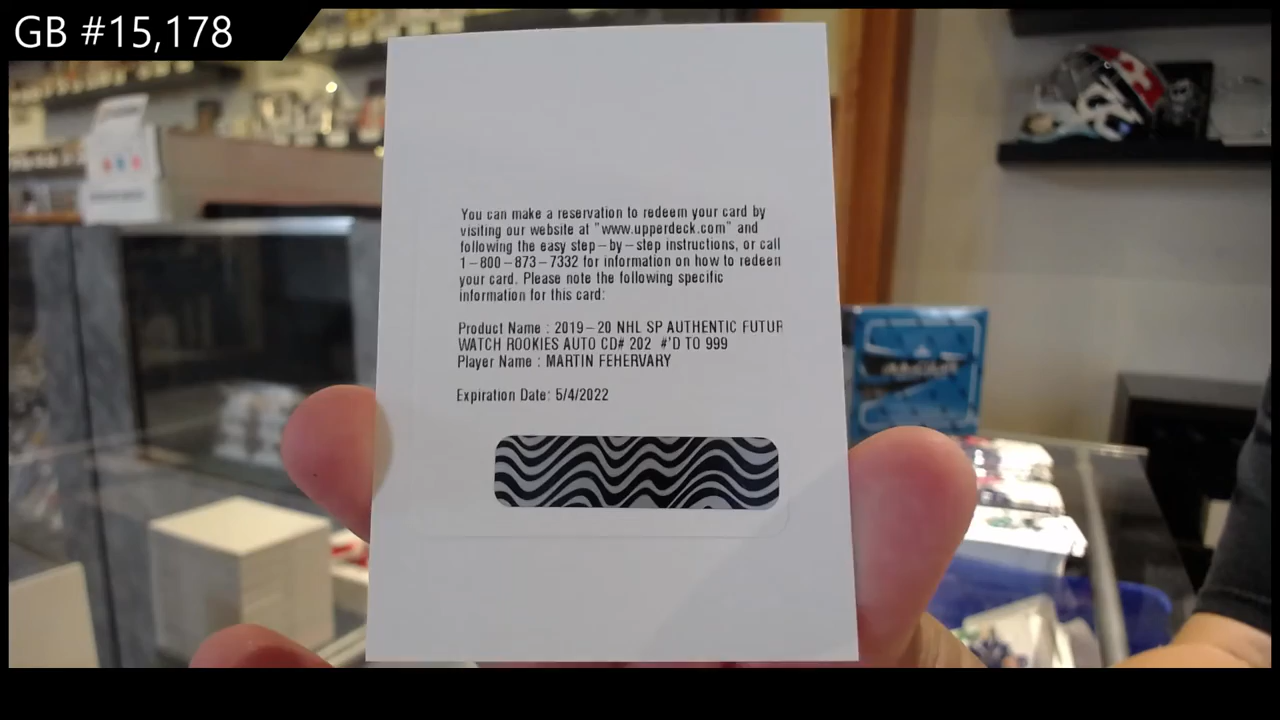 GB #15,178
You can make a reservation to redeem your card by
visiting our website at "www.upperdeck.com" and
following the easy step-by-step instructions, or call
1-800-873-7332 for information on how to redeem
your card. Please note the following specific
information for this card:
Product Name : 2019-20 NHL SP AUTHENTIC FUTUR
WATCH ROOKIES AUTO CD# 202 #'D TO 999
Player Name : MARTIN FEHERVARY
Expiration Date: 5/4/2022